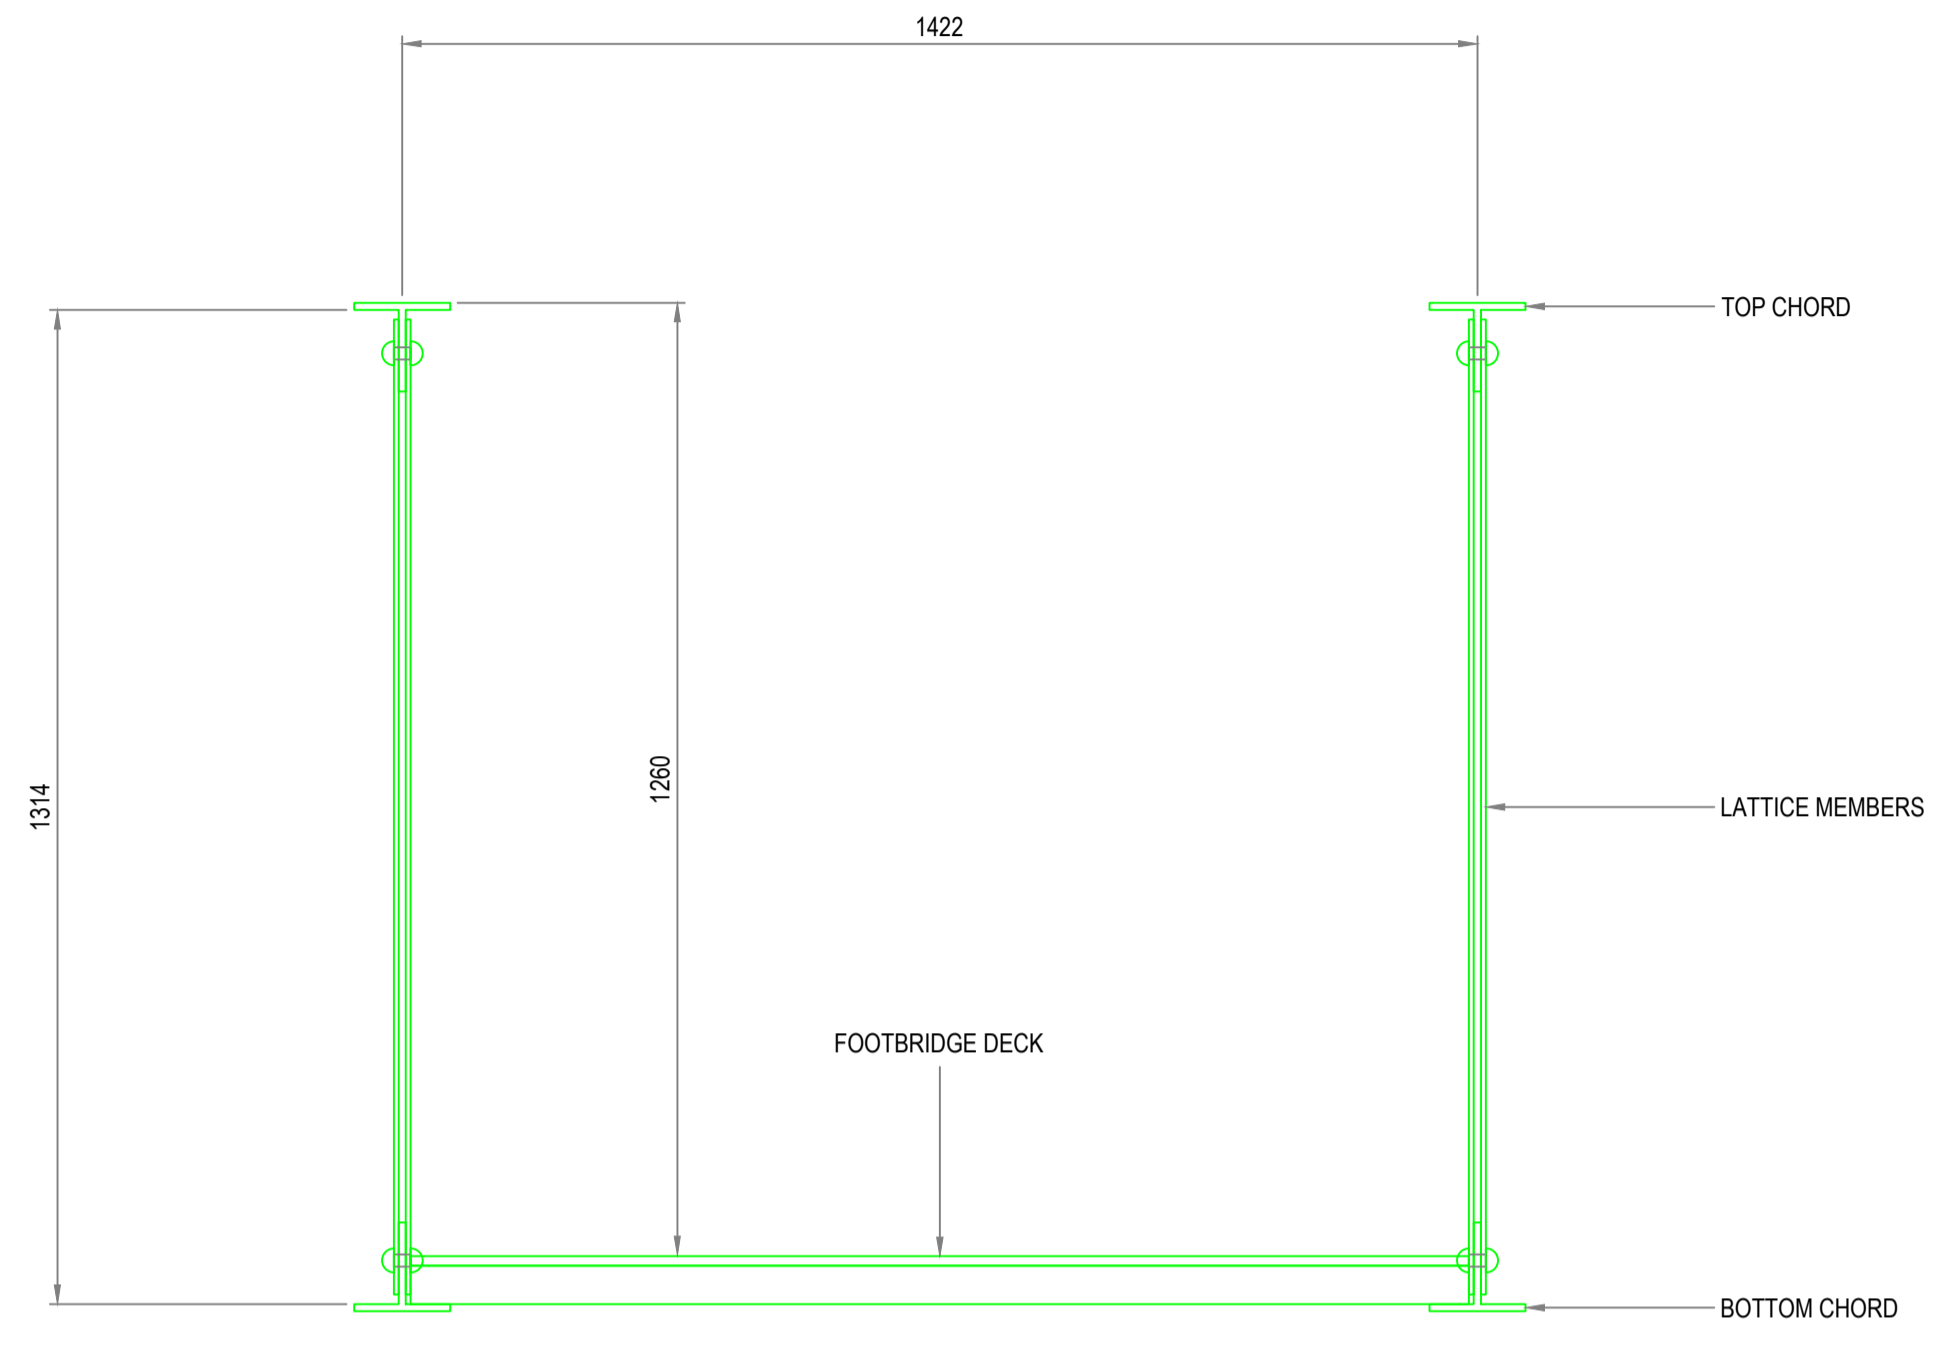 1422
TOP CHORD
1314
1260
LATTICE MEMBERS
FOOTBRIDGE DECK
BOTTOM CHORD